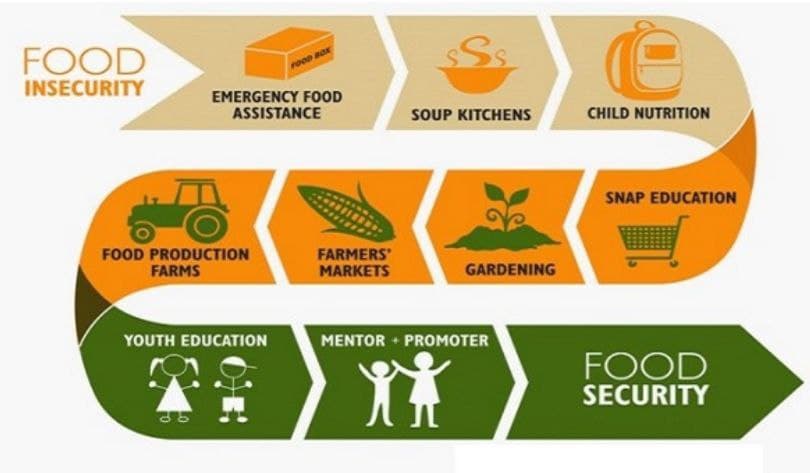 FOOD
INSECURITY
FOOD BOX
EMERGENCY FOOD
ASSISTANCE
SOUP KITCHENS
CHILD NUTRITION
SNAP EDUCATION
GARDENING
FARMERS'
MARKETS
FOOD PRODUCTION
FARMS
YOUTH EDUCATION
MENTOR + PROMOTER
FOOD
SECURITY